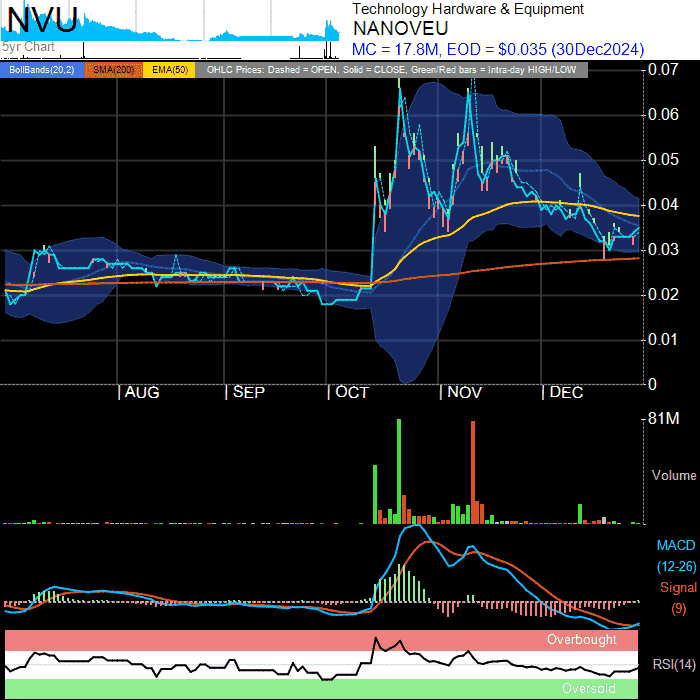 NVU
5yr Chart
Technology Hardware & Equipment
NANOVEU
MC = 17.8M, EOD = $0.035 (30Dec2024)
BollBands(20,2) SMA(200) EMA(50) OHLC Prices: Dashed = OPEN, Solid = CLOSE, Green/Red bars = Intra-day HIGH/LOW
0.07
0.06
0.05
0.04
0.03
0.02
0.01
0
| AUG | SEP | OCT | NOV | DEC
81M
Volume
MACD
(12-26)
Signal
(9)
Overbought
RSI(14)
Oversold